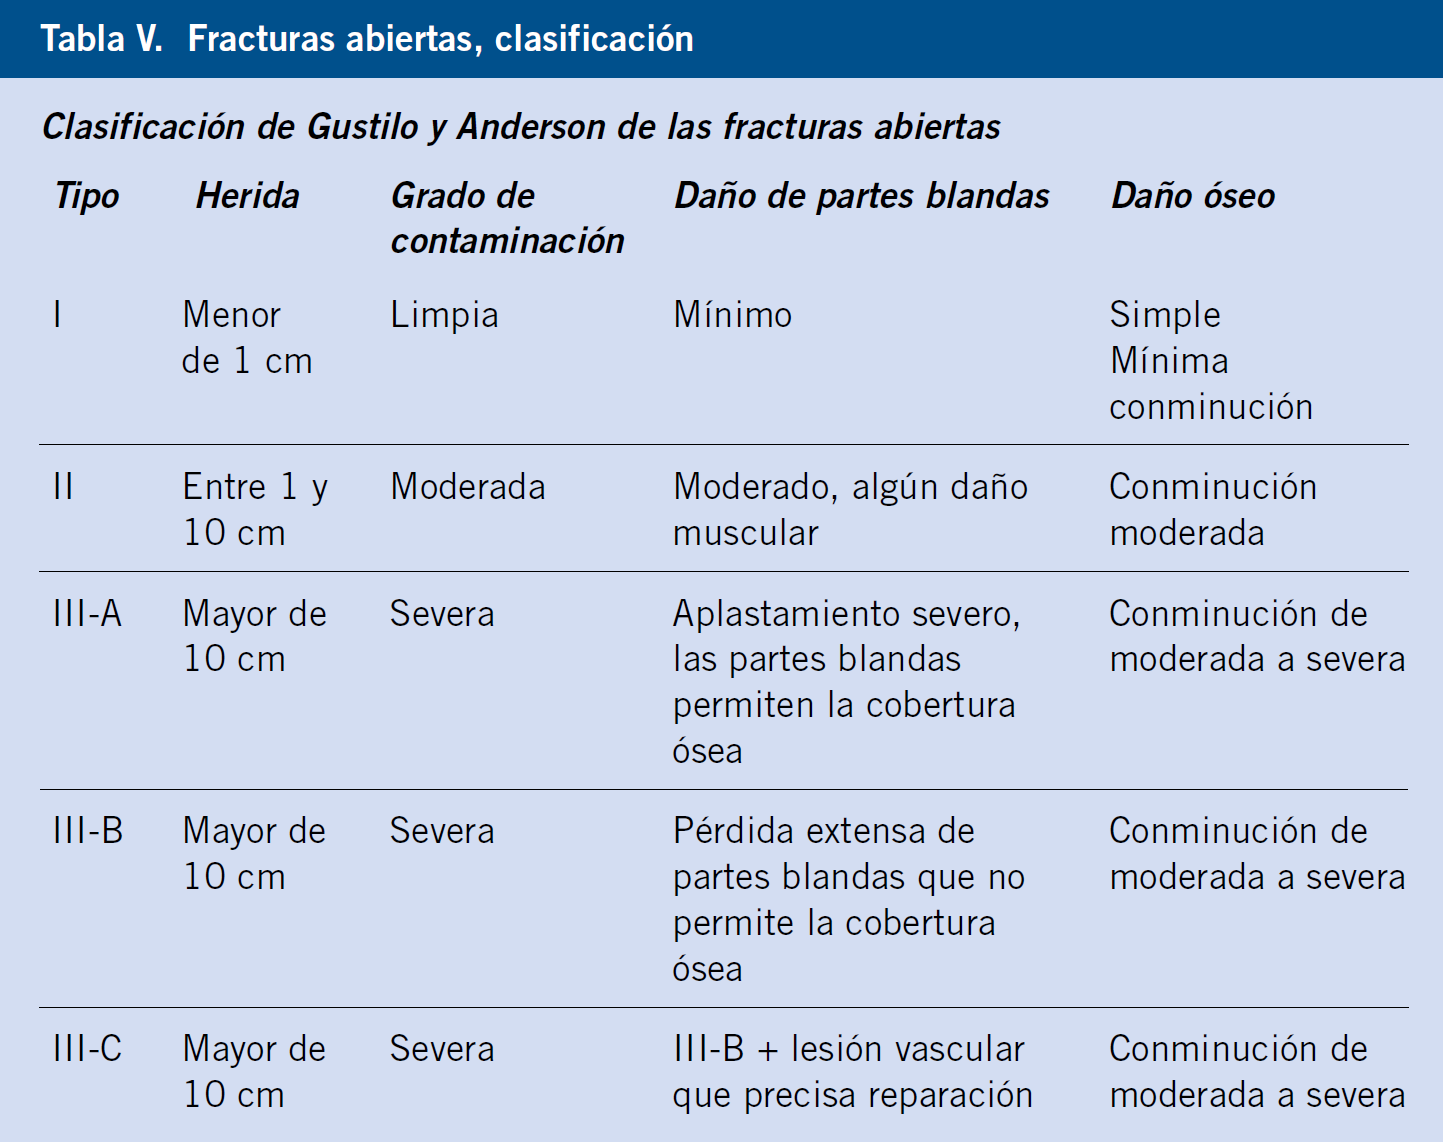 Tabla V. Fracturas abiertas, clasificación
Clasificación de Gustilo y Anderson de las fracturas abiertas
Tipo Herida Grado de contaminación Daño de partes blandas Daño óseo
I Menor de 1 cm Limpia Mínimo Simple Mínima conminución
II Entre 1 y 10 cm Moderada Moderado, algún daño muscular Conminución moderada
III-A Mayor de 10 cm Severa Aplastamiento severo, las partes blandas permiten la cobertura ósea Conminución de moderada a severa
III-B Mayor de 10 cm Severa Pérdida extensa de partes blandas que no permite la cobertura ósea Conminución de moderada a severa
III-C Mayor de 10 cm Severa III-B + lesión vascular que precisa reparación Conminución de moderada a severa